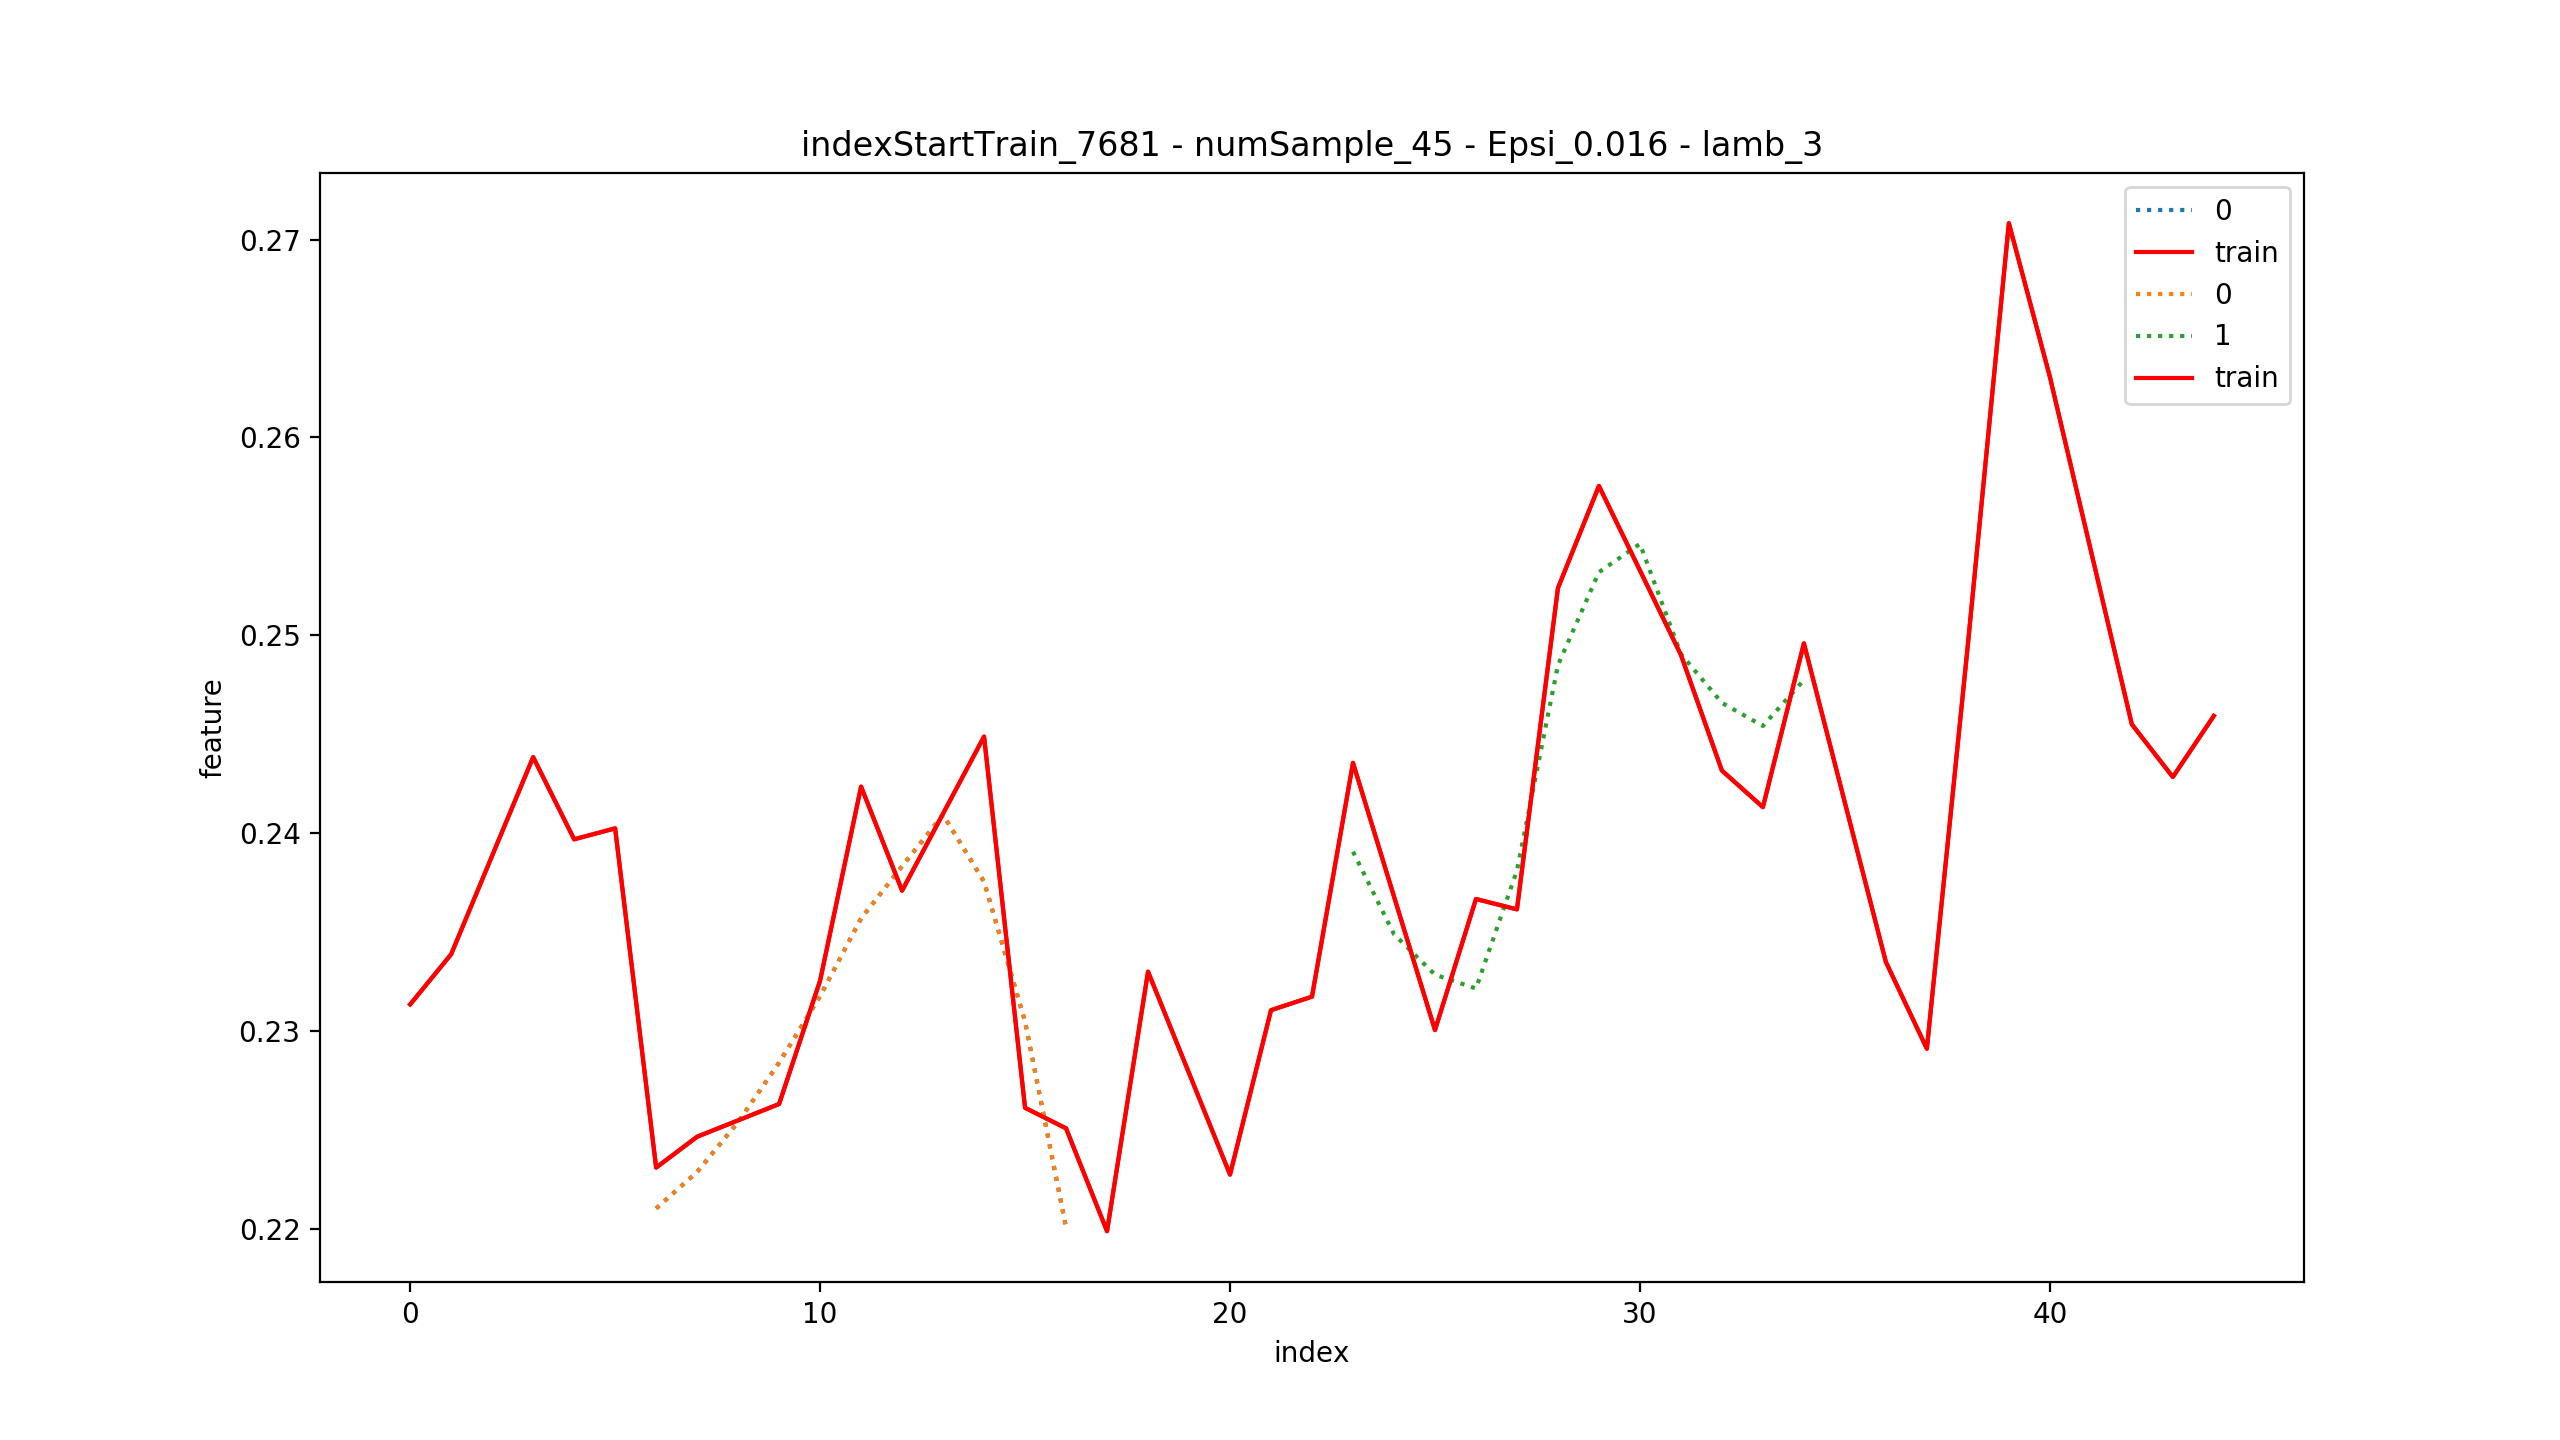 indexStartTrain_7681 - numSample_45 - Epsi_0.016 - lamb_3
0
train
0
1
train
0.27
0.26
0.25
0.24
0.23
0.22
feature
0 10 20 30 40
index